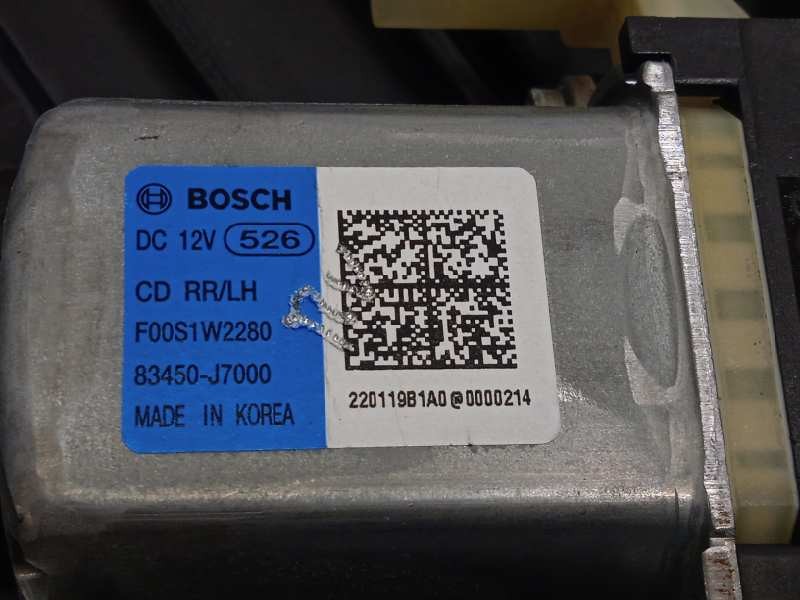 BOSCH
DC 12V 526
CD RR/LH
F00S1W2280
83450-J7000
MADE IN KOREA
220119B1A0@0000214